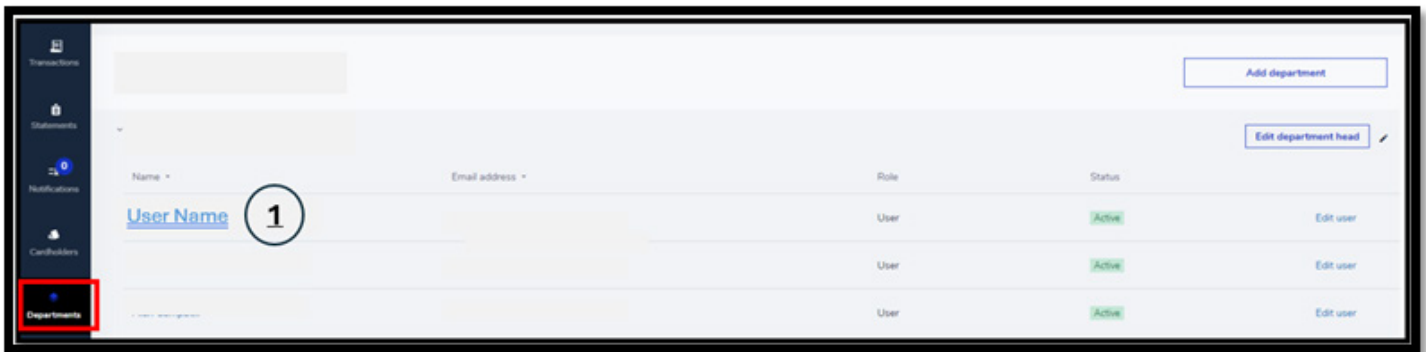 Transactions
Add department
Statements
Edit department head
0
Notifications
Name Email address Role Status
User Name 1 User Active Edit user
Cardholders
User Active Edit user
Departments
User Active Edit user